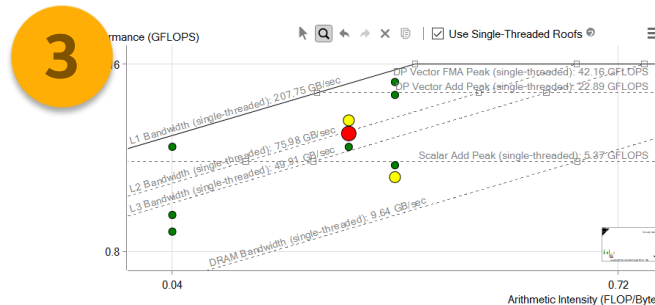 3
rmance (GFLOPS)
Use Single-Threaded Roofs
.6
DP Vector FMA Peak (single-threaded): 42.16 GFLOPS
L1 Bandwidth (single-threaded): 207.75 GB/sec
DP Vector Add Peak (single-threaded): 22.89 GFLOPS
L2 Bandwidth (single-threaded): 75.98 GB/sec
L3 Bandwidth (single-threaded): 49.91 GB/sec
Scalar Add Peak (single-threaded): 5.37 GFLOPS
DRAM Bandwidth (single-threaded): 9.64 GB/sec
0.8
0.04
0.72
Arithmetic Intensity (FLOP/Byte